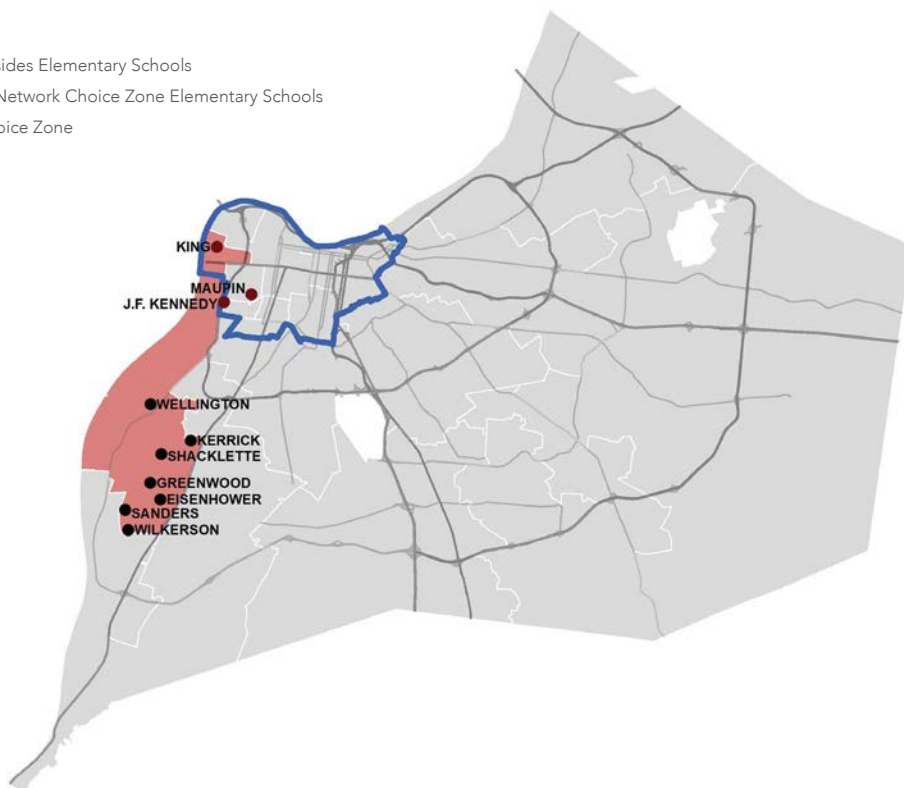 sides Elementary Schools
Network Choice Zone Elementary Schools
oice Zone
KING
MAUPIN
J.F. KENNEDY
WELLINGTON
KERRICK
SHACKLETTE
GREENWOOD
EISENHOWER
SANDERS
WILKERSON